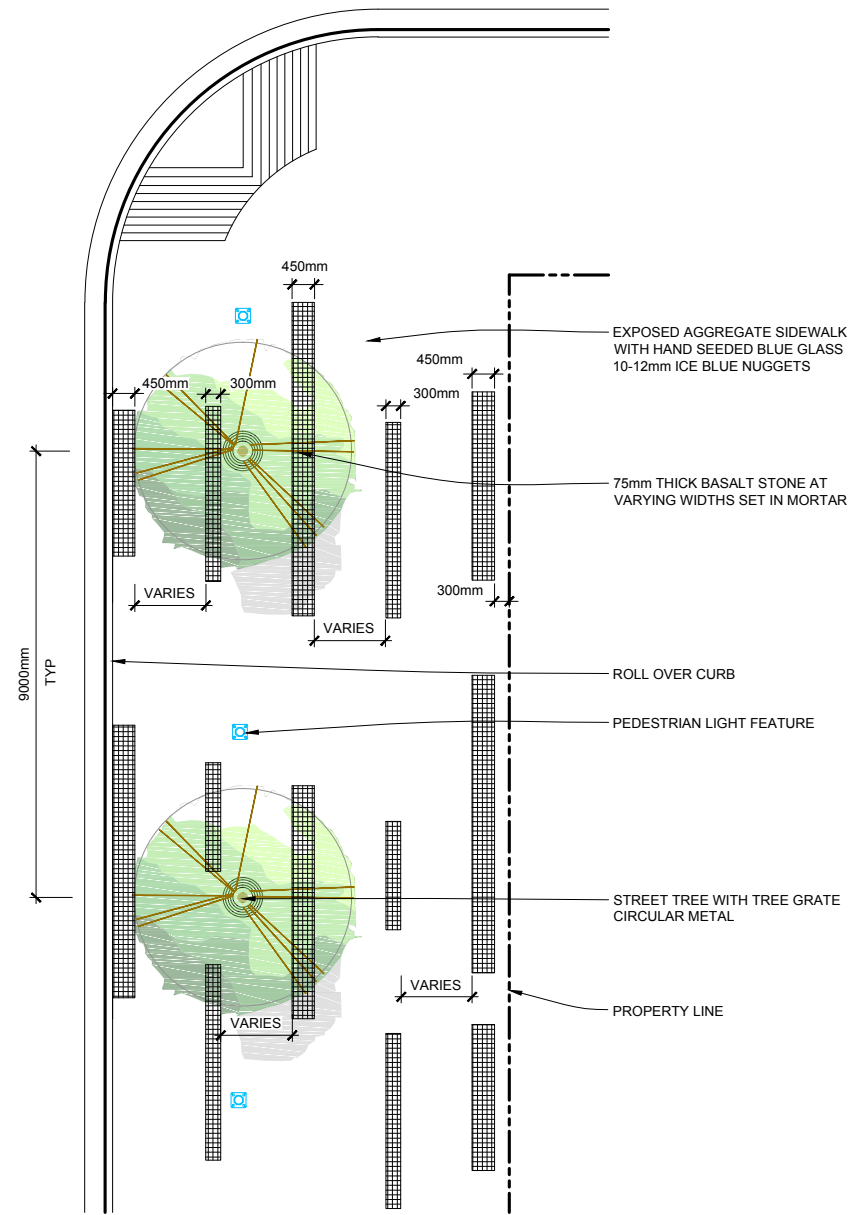 450mm
EXPOSED AGGREGATE SIDEWALK
WITH HAND SEEDED BLUE GLASS
10-12mm ICE BLUE NUGGETS
450mm
450mm
300mm
300mm
75mm THICK BASALT STONE AT
VARYING WIDTHS SET IN MORTAR
VARIES
300mm
VARIES
9000mm
TYP
ROLL OVER CURB
PEDESTRIAN LIGHT FEATURE
STREET TREE WITH TREE GRATE
CIRCULAR METAL
VARIES
PROPERTY LINE
VARIES